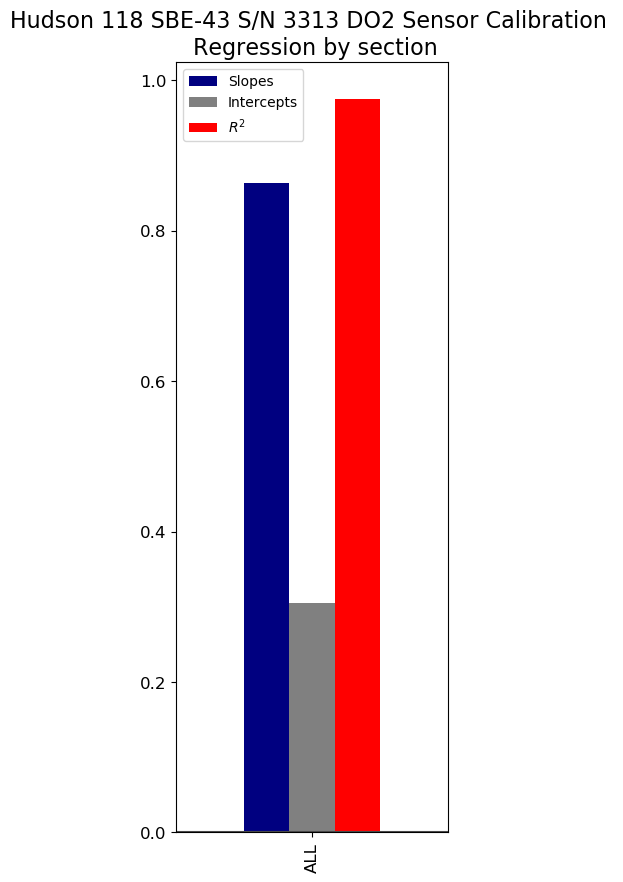 Hudson 118 SBE-43 S/N 3313 DO2 Sensor Calibration
Regression by section
Slopes
Intercepts
R²
1.0
0.8
0.6
0.4
0.2
0.0
ALL